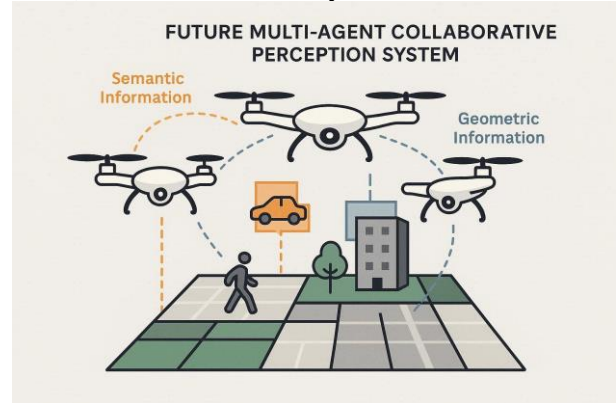 FUTURE MULTI-AGENT COLLABORATIVE
PERCEPTION SYSTEM
Semantic
Information
Geometric
Information